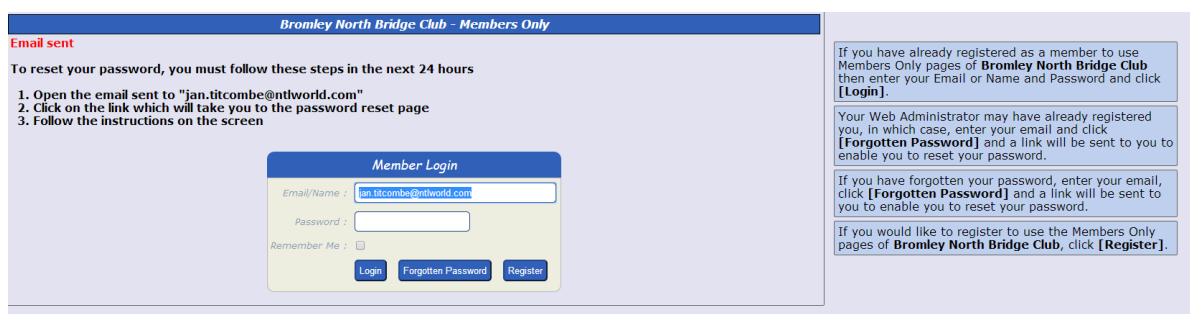 Bromley North Bridge Club - Members Only
Email sent
To reset your password, you must follow these steps in the next 24 hours
1. Open the email sent to "jan.titcombe@ntlworld.com"
2. Click on the link which will take you to the password reset page
3. Follow the instructions on the screen
Member Login
Email/Name :
jan.titcombe@ntlworld.com
Password :
Remember Me :
Login
Forgotten Password
Register
If you have already registered as a member to use
Members Only pages of Bromley North Bridge Club
then enter your Email or Name and Password and click
[Login].
Your Web Administrator may have already registered
you, in which case, enter your email and click
[Forgotten Password] and a link will be sent to you to
enable you to reset your password.
If you have forgotten your password, enter your email,
click [Forgotten Password] and a link will be sent to
you to enable you to reset your password.
If you would like to register to use the Members Only
pages of Bromley North Bridge Club, click [Register].